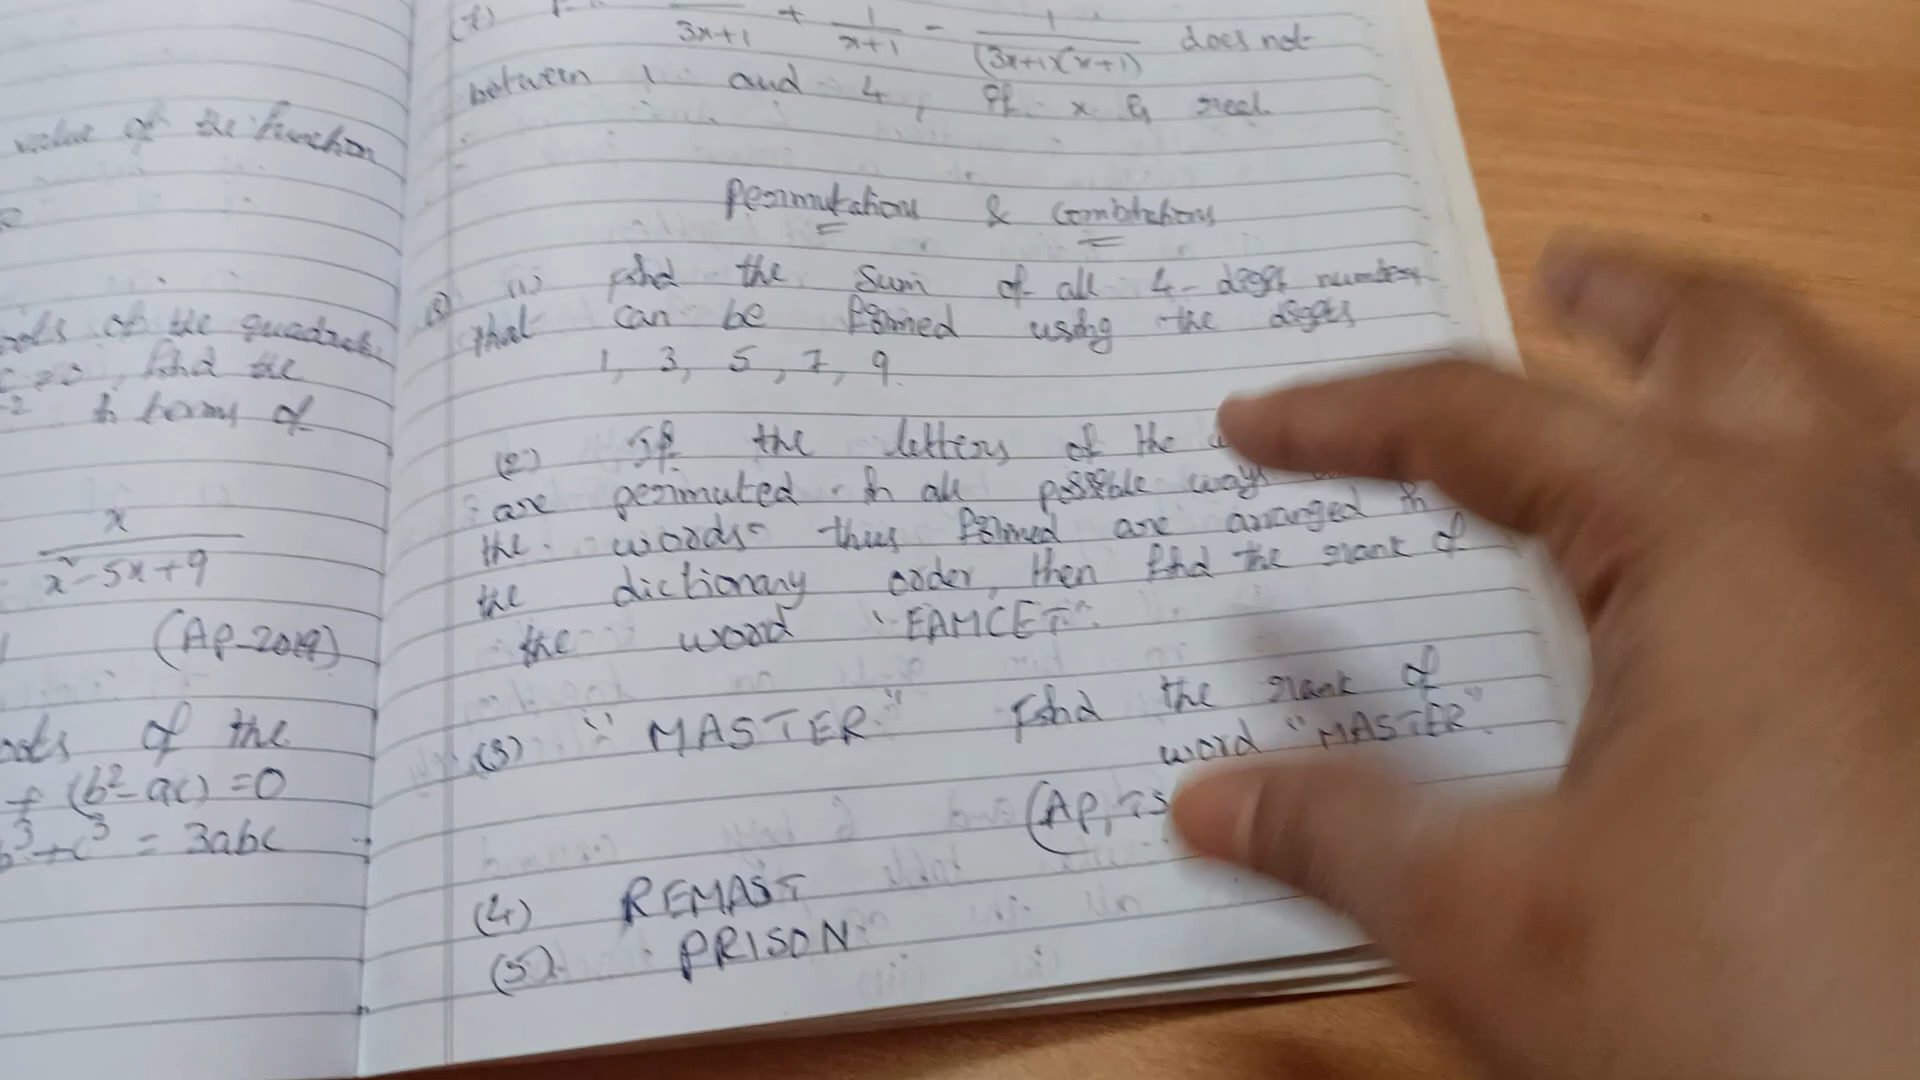 value of the function
ots of the quadratic
find the
in terms of
x
x² - 5x + 9
(AP-2019)
ots of the
+ (b² - ac) = 0
³ + c³ = 3abc
3x+1 + 1/x+1 - 1/(3x+1)(x+1) does not
between 1 and 4, if x is real.
Permutations & Combinations
(1) find the sum of all 4-digit numbers
that can be formed using the digits
1, 3, 5, 7, 9.
(2) If the letters of the
are permuted in all possible ways
the words thus formed are arranged in
the dictionary order, then find the rank of
the word "EAMCET".
(3) "MASTER" Find the rank of
word "MASTER"
(AP, TS
(4) REMAST
(5) PRISON